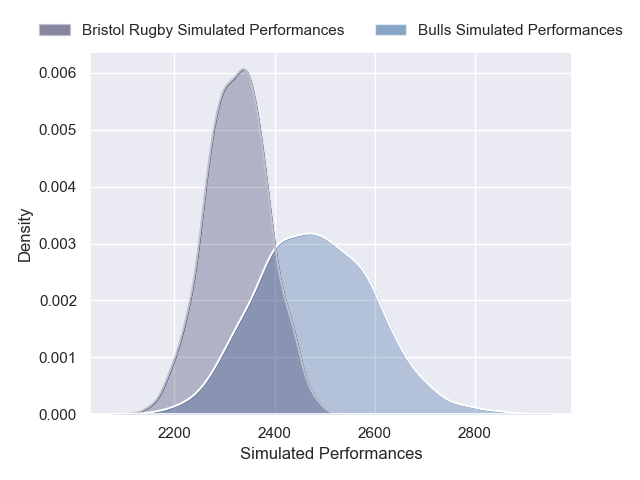 Bristol Rugby Simulated Performances
Bulls Simulated Performances
0.006
0.005
0.004
0.003
0.002
0.001
0.000
Density
2200
2400
2600
2800
Simulated Performances